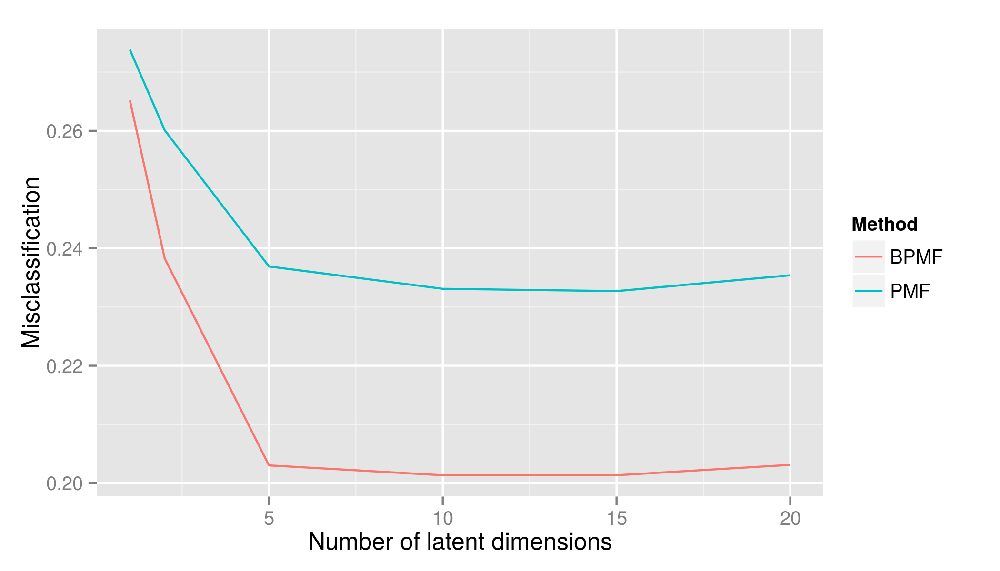 Misclassification
0.26
0.24
0.22
0.20
5 10 15 20
Number of latent dimensions
Method
BPMF
PMF